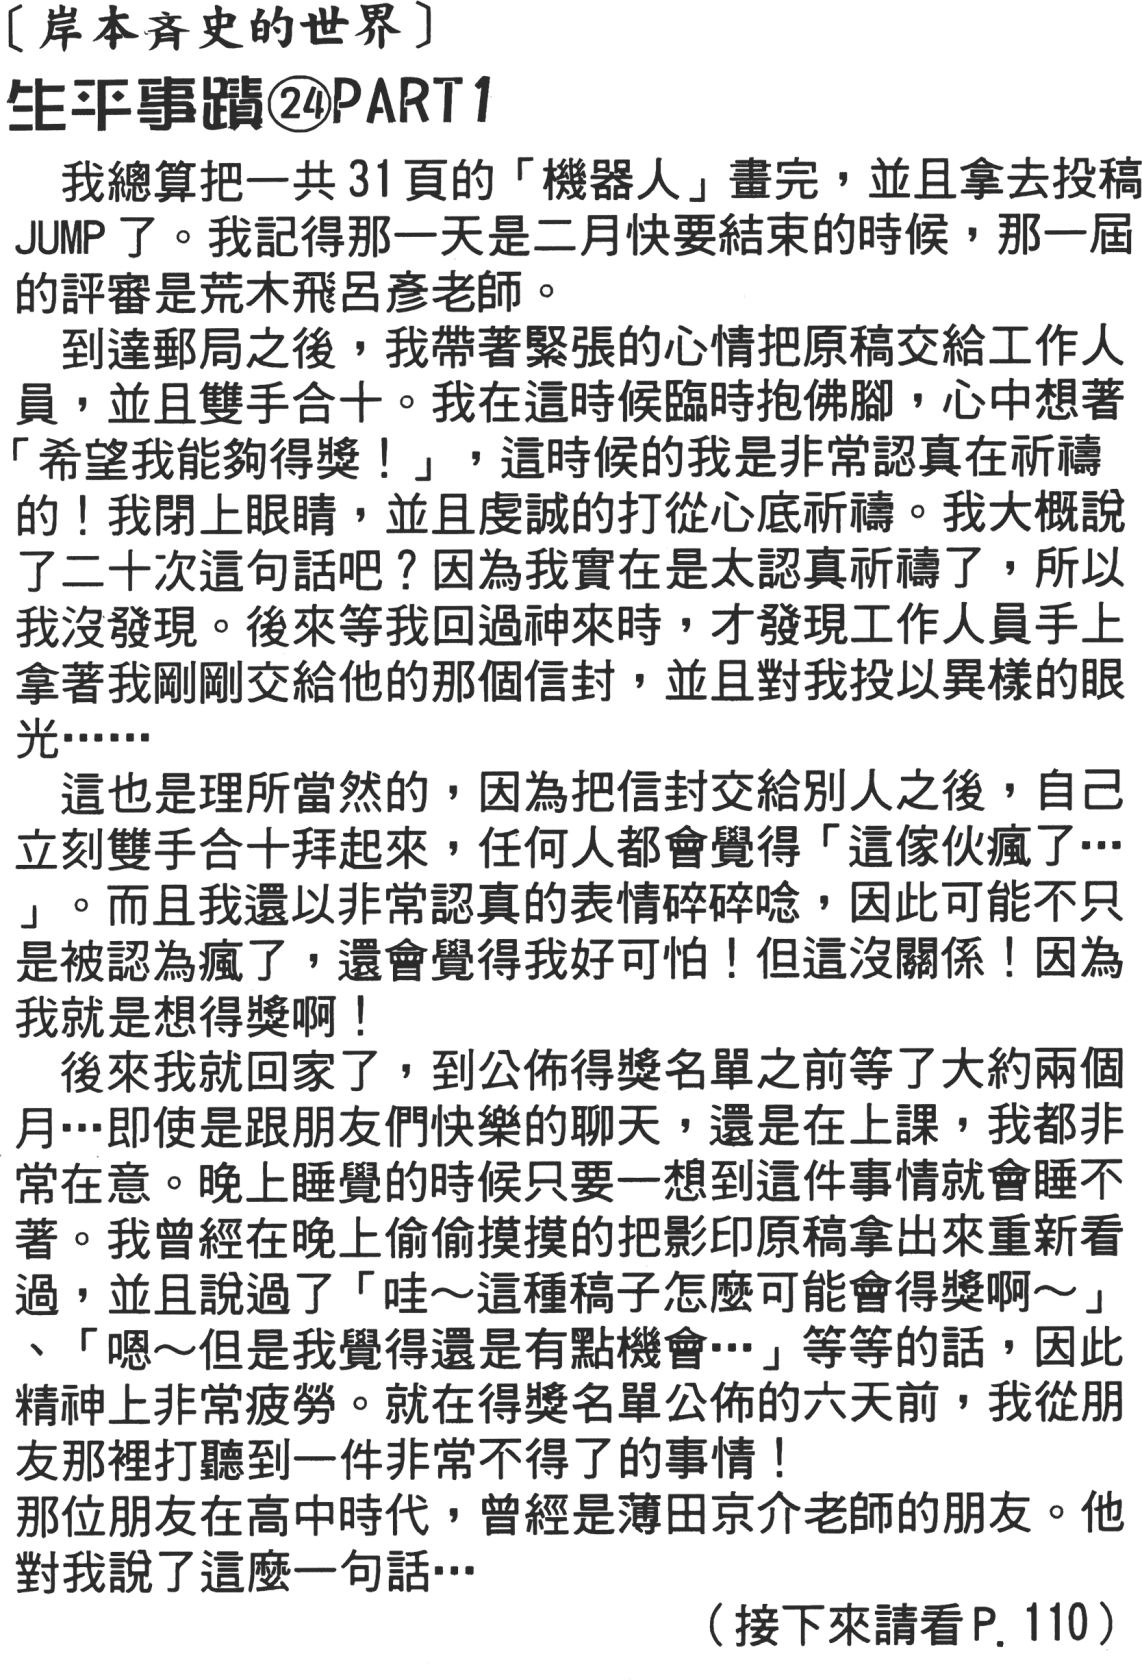 〔岸本斉史的世界〕
生平事蹟㉔PART1
我總算把一共31頁的「機器人」畫完，並且拿去投稿
JUMP了。我記得那一天是二月快要結束的時候，那一屆
的評審是荒木飛呂彥老師。
到達郵局之後，我帶著緊張的心情把原稿交給工作人
員，並且雙手合十。我在這時候臨時抱佛腳，心中想著
「希望我能夠得獎！」，這時候的我是非常認真在祈禱
的！我閉上眼睛，並且虔誠的打從心底祈禱。我大概說
了二十次這句話吧？因為我實在是太認真祈禱了，所以
我沒發現。後來等我回過神來時，才發現工作人員手上
拿著我剛剛交給他的那個信封，並且對我投以異樣的眼
光……
這也是理所當然的，因為把信封交給別人之後，自己
立刻雙手合十拜起來，任何人都會覺得「這傢伙瘋了…
」。而且我還以非常認真的表情碎碎唸，因此可能不只
是被認為瘋了，還會覺得我好可怕！但這沒關係！因為
我就是想得獎啊！
後來我就回家了，到公佈得獎名單之前等了大約兩個
月…即使是跟朋友們快樂的聊天，還是在上課，我都非
常在意。晚上睡覺的時候只要一想到這件事情就會睡不
著。我曾經在晚上偷偷摸摸的把影印原稿拿出來重新看
過，並且說過了「哇～這種稿子怎麼可能會得獎啊～」
、「嗯～但是我覺得還是有點機會…」等等的話，因此
精神上非常疲勞。就在得獎名單公佈的六天前，我從朋
友那裡打聽到一件非常不得了的事情！
那位朋友在高中時代，曾經是薄田京介老師的朋友。他
對我說了這麼一句話…
（接下來請看P. 110）